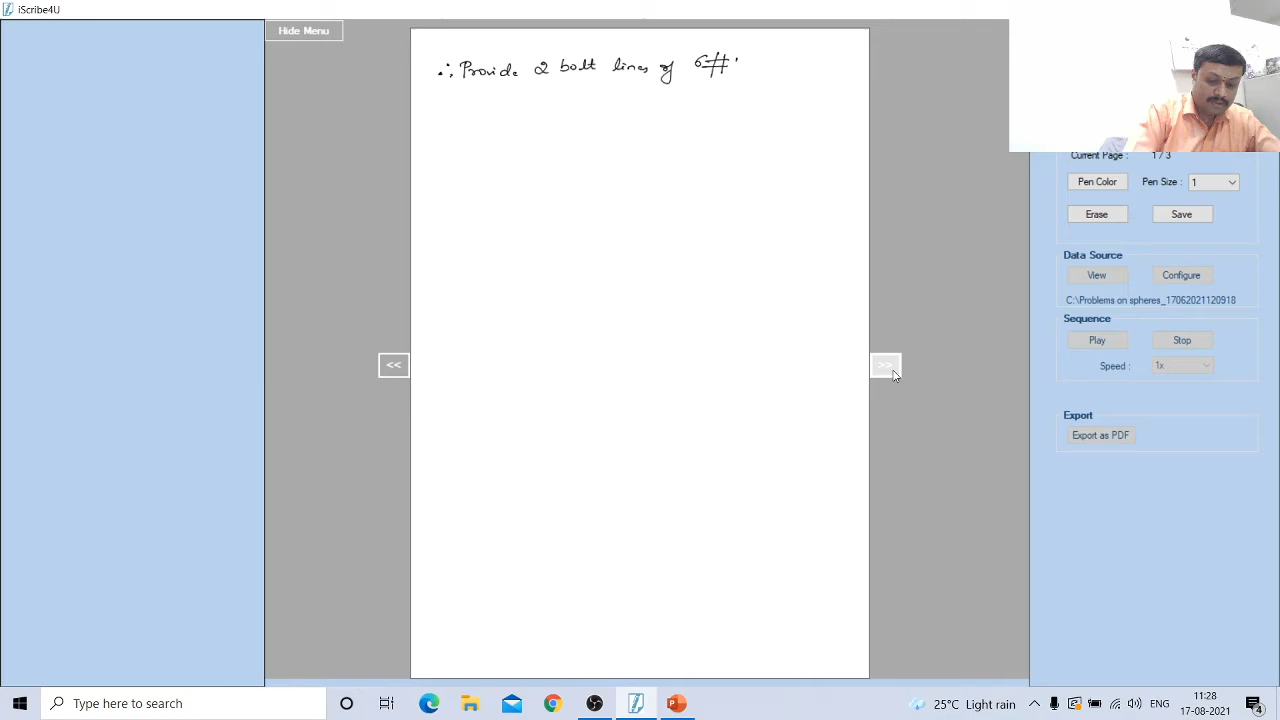 iScribe4U
Hide Menu
∴ Provide 2 bolt lines of 6#'
Current Page : 1 / 3
Pen Color Pen Size : 1
Erase Save
Data Source
View Configure
C:\Problems on spheres_17062021120918
Sequence
Play Stop
Speed : 1x
<< >>
Export
Export as PDF
Type here to search
25°C Light rain ENG 11:28 17-08-2021 4